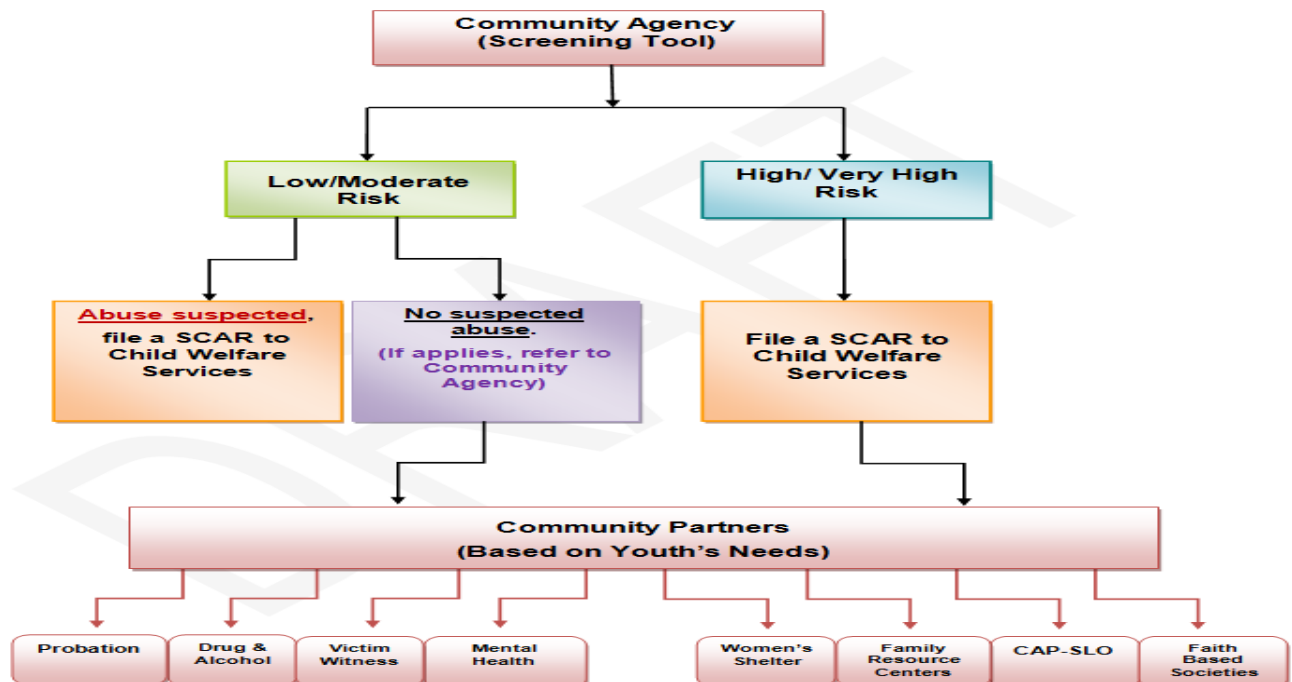 Community Agency
(Screening Tool)
Low/Moderate
Risk
High/ Very High
Risk
Abuse suspected,
file a SCAR to
Child Welfare
Services
No suspected
abuse.
(If applies, refer to
Community
Agency)
File a SCAR to
Child Welfare
Services
Community Partners
(Based on Youth’s Needs)
Probation
Drug &
Alcohol
Victim
Witness
Mental
Health
Women's
Shelter
Family
Resource
Centers
CAP-SLO
Faith
Based
Societies
DRAFT